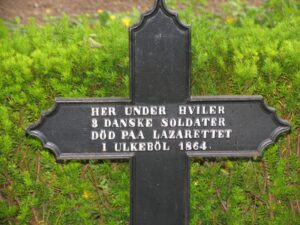 HER UNDER HVILER
3 DANSKE SOLDATER
DÖD PAA LAZARETTET
I ULKEBÖL 1864.